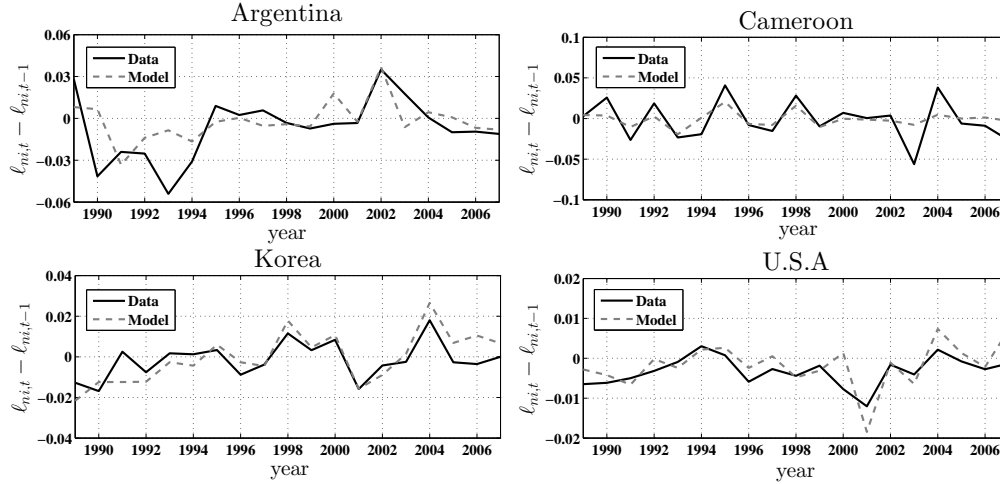 Argentina
ℓni,t − ℓni,t−1
0.06
0.03
0
−0.03
−0.06
Data
Model
1990 1992 1994 1996 1998 2000 2002 2004 2006
year
Cameroon
ℓni,t − ℓni,t−1
0.1
0.05
0
−0.05
−0.1
Data
Model
1990 1992 1994 1996 1998 2000 2002 2004 2006
year
Korea
ℓni,t − ℓni,t−1
0.04
0.02
0
−0.02
−0.04
Data
Model
1990 1992 1994 1996 1998 2000 2002 2004 2006
year
U.S.A
ℓni,t − ℓni,t−1
0.02
0.01
0
−0.01
−0.02
Data
Model
1990 1992 1994 1996 1998 2000 2002 2004 2006
year